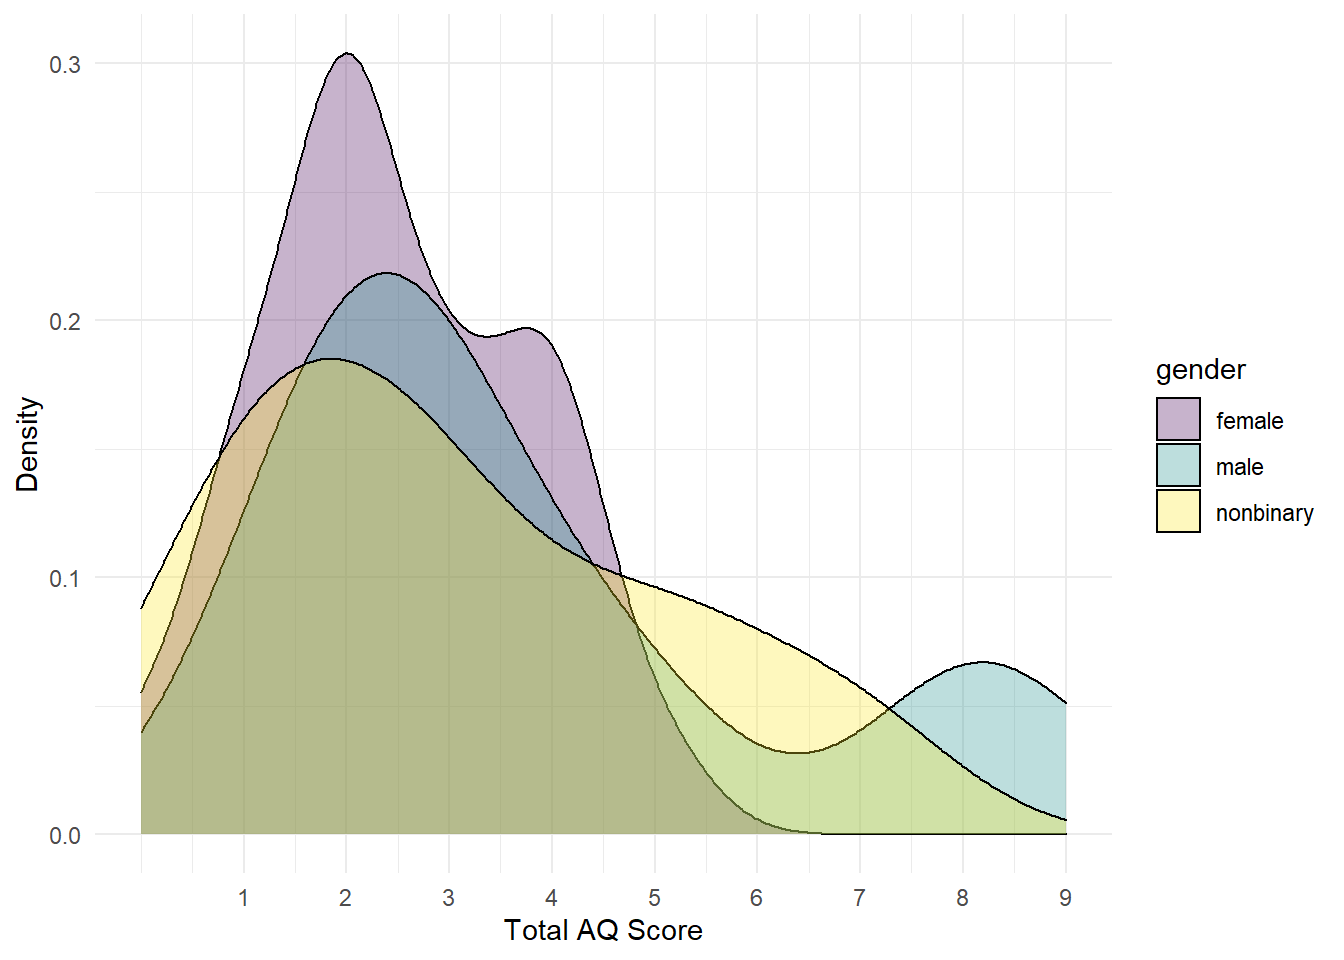 0.3
0.2
0.1
0.0
Density
1 2 3 4 5 6 7 8 9
Total AQ Score
gender
female
male
nonbinary